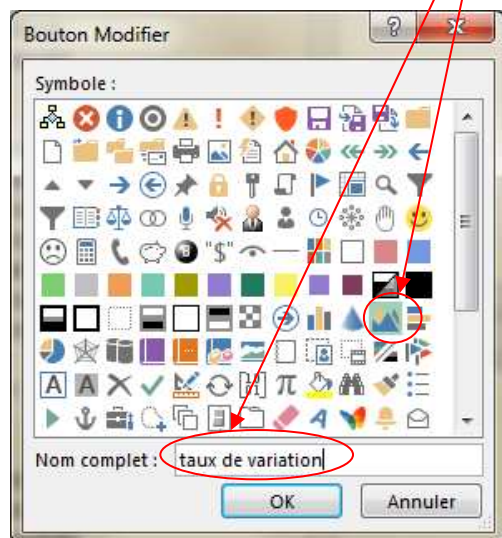 Bouton Modifier
Symbole :
Nom complet : taux de variation
OK Annuler